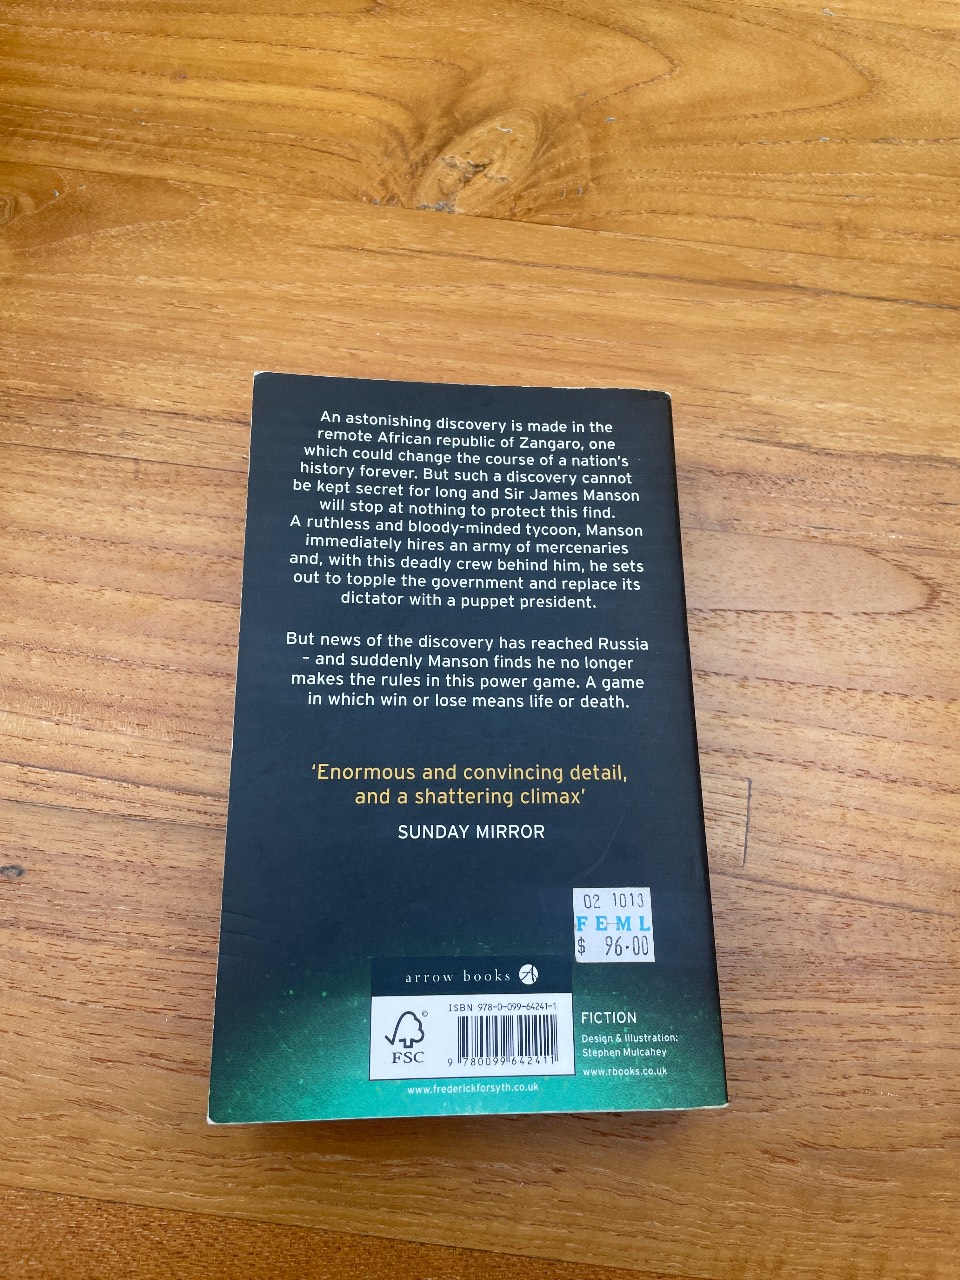 An astonishing discovery is made in the
remote African republic of Zangaro, one
which could change the course of a nation's
history forever. But such a discovery cannot
be kept secret for long and Sir James Manson
will stop at nothing to protect this find.
A ruthless and bloody-minded tycoon, Manson
immediately hires an army of mercenaries
and, with this deadly crew behind him, he sets
out to topple the government and replace its
dictator with a puppet president.
But news of the discovery has reached Russia
– and suddenly Manson finds he no longer
makes the rules in this power game. A game
in which win or lose means life or death.
‘Enormous and convincing detail,
and a shattering climax’
SUNDAY MIRROR
02 1013
FEML
$ 96·00
arrow books A
ISBN 978-0-099-64241-1
FSC
©
9 780099 642411
FICTION
Design & Illustration:
Stephen Mulcahey
www.rbooks.co.uk
www.frederickforsyth.co.uk